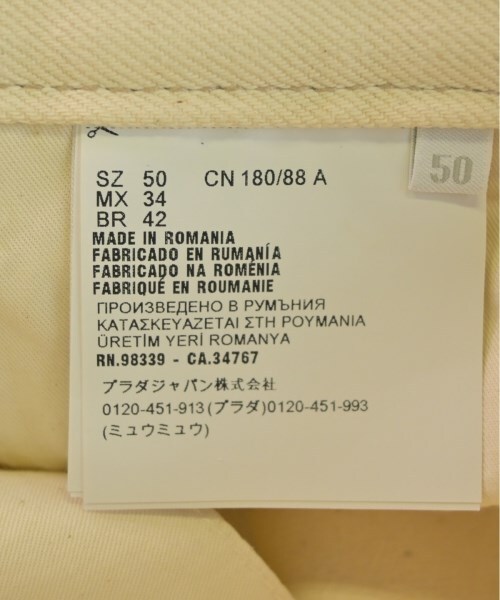 50
SZ 50 CN 180/88 A
MX 34
BR 42
MADE IN ROMANIA
FABRICADO EN RUMANÍA
FABRICADO NA ROMÉNIA
FABRIQUÉ EN ROUMANIE
ПРОИЗВЕДЕНО В РУМЪНИЯ
ΚΑΤΑΣΚΕΥΑΖΕΤΑΙ ΣΤΗ ΡΟΥΜΑΝΙΑ
ÜRETİM YERİ ROMANYA
RN.98339 - CA.34767
プラダジャパン株式会社
0120-451-913(プラダ)0120-451-993
(ミュウミュウ)